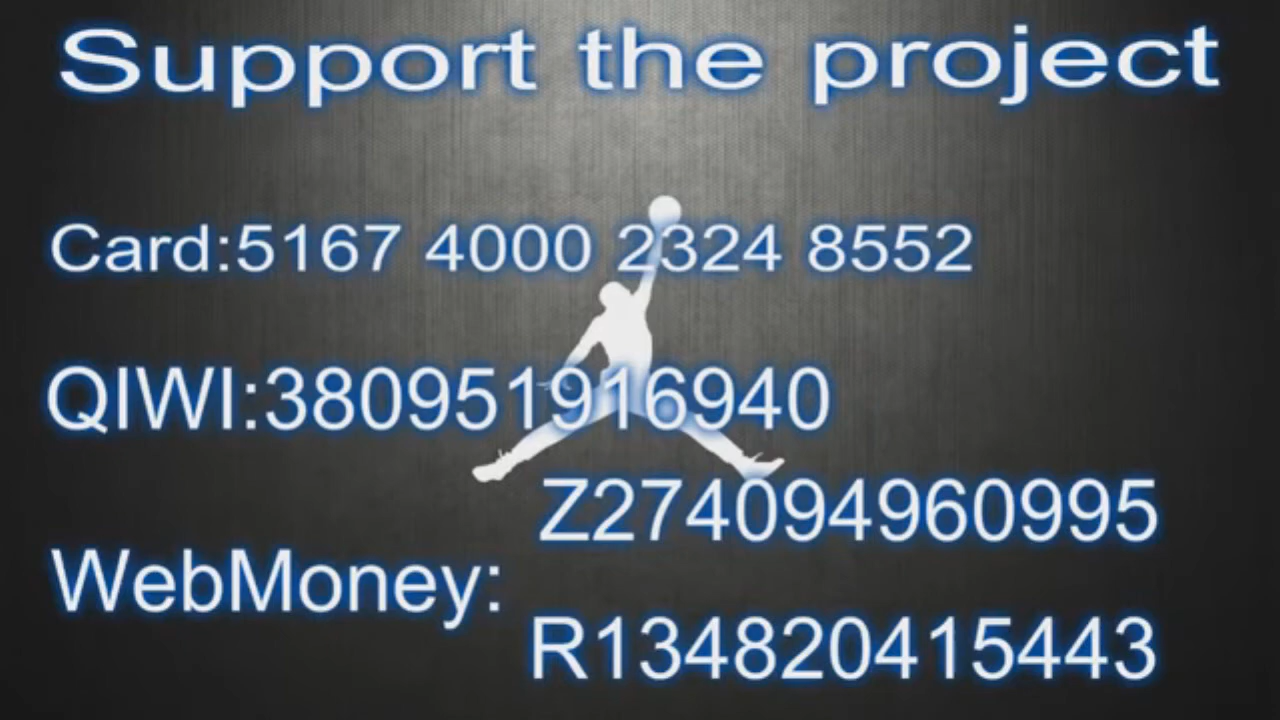 Support the project
Card:5167 4000 2324 8552
QIWI:380951916940
Z274094960995
WebMoney:
R134820415443